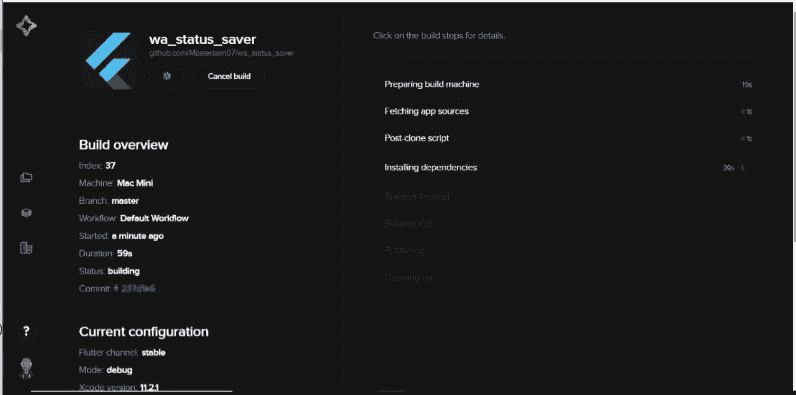 wa_status_saver
github.com/Mastersam07/wa_status_saver
Cancel build
Build overview
Index: 37
Machine: Mac Mini
Branch: master
Workflow: Default Workflow
Started: a minute ago
Duration: 59s
Status: building
Commit:
Current configuration
Flutter channel: stable
Mode: debug
Xcode version: 11.2.1
Click on the build steps for details.
Preparing build machine 19s
Fetching app sources < 1s
Post-clone script < 1s
Installing dependencies 39s
Building Android
Building iOS
Publishing
Cleaning up
?